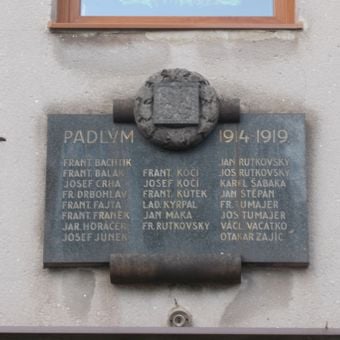 PADLÝM 1914-1919.
FRANT. BACHTIK
FRANT. BALÁK
JOSEF CRHA
FR. DRBOHLAV
FRANT. FAJTA
FRANT. FRANĚK
JAR. HORÁČEK
JOSEF JUNEK
FRANT. KOČÍ
JOSEF KOČÍ
FRANT. KUTEK
LAD. KYRPAL
JAN MAKA
FR. RUTKOVSKÝ
JAN RUTKOVSKÝ
JOS. RUTKOVSKÝ
KAREL SABAKA
JAN ŠTĚPÁN
FR. TUMAJER
JOS. TUMAJER
VÁCL. VACÁTKO
OTAKAR ZAJÍC